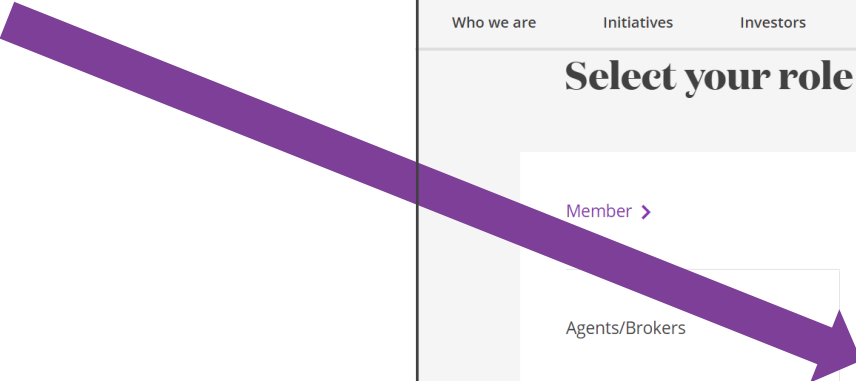 Who we are Initiatives Investors
Select your role
Member
Agents/Brokers